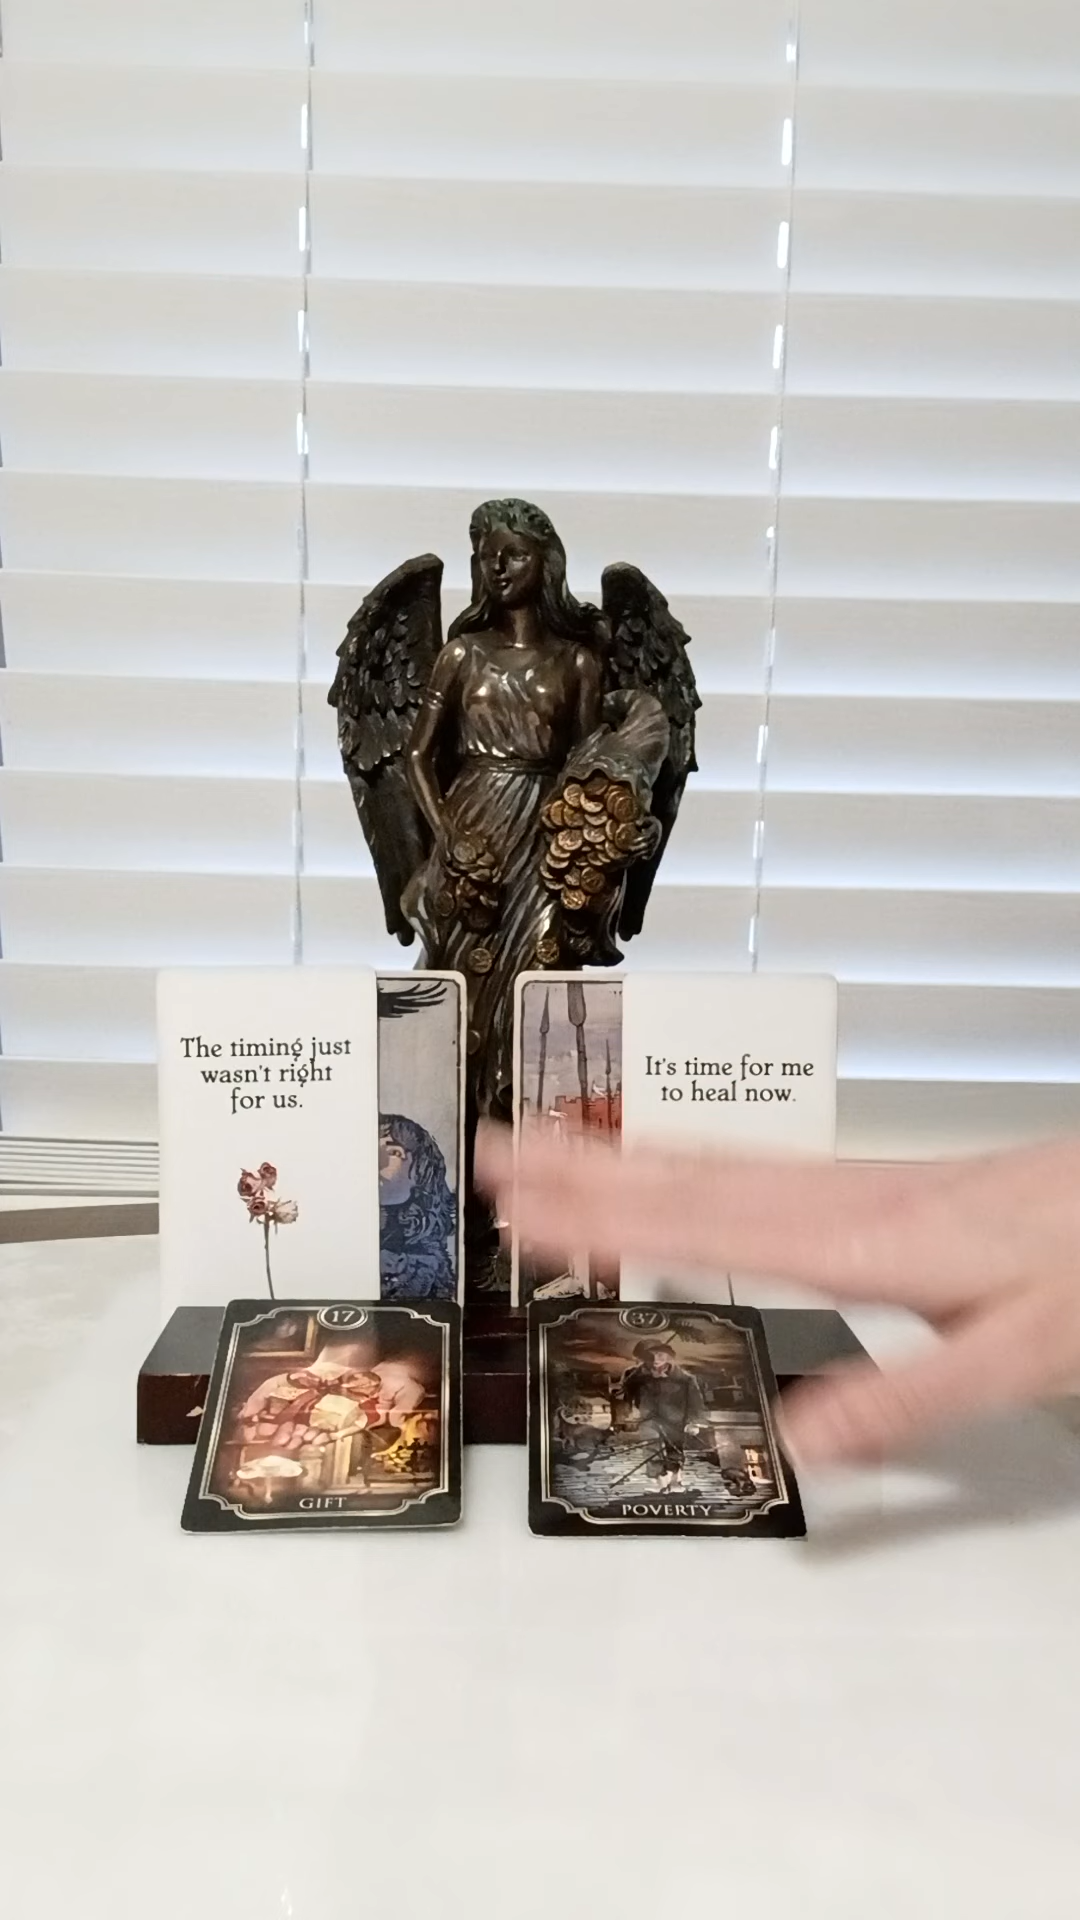 The timing just
wasn't right
for us.
It's time for me
to heal now.
17
GIFT
37
POVERTY